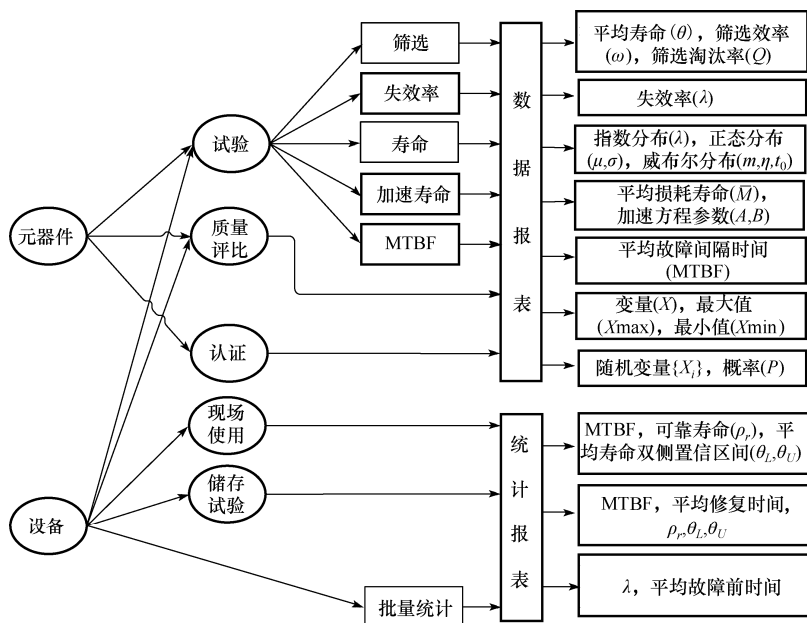 筛选
失效率
寿命
加速寿命
MTBF
试验
质量
评比
认证
元器件
设备
现场
使用
储存
试验
批量统计
数
据
报
表
统
计
报
表
平均寿命(θ)，筛选效率
(ω)，筛选淘汰率(Q)
失效率(λ)
指数分布(λ)，正态分布
(μ,σ)，威布尔分布(m,η,t₀)
平均损耗寿命(M̅)，
加速方程参数(A,B)
平均故障间隔时间
(MTBF)
变量(X)，最大值
(Xmax)，最小值(Xmin)
随机变量{Xᵢ}，概率(P)
MTBF，可靠寿命(ρᵣ)，平
均寿命双侧置信区间(θ_L,θ_U)
MTBF，平均修复时间，
ρᵣ,θ_L,θ_U
λ，平均故障前时间